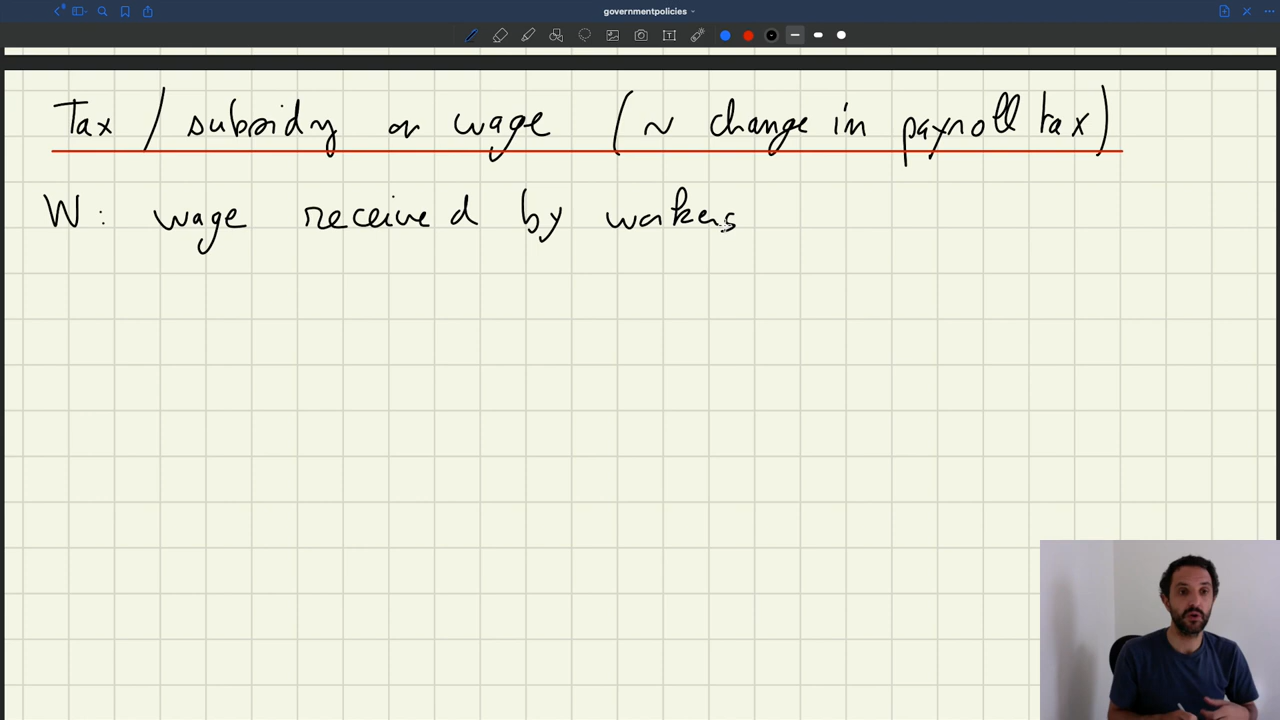 governmentpolicies
Tax / subsidy on wage (~ change in payroll tax)
W: wage received by workers